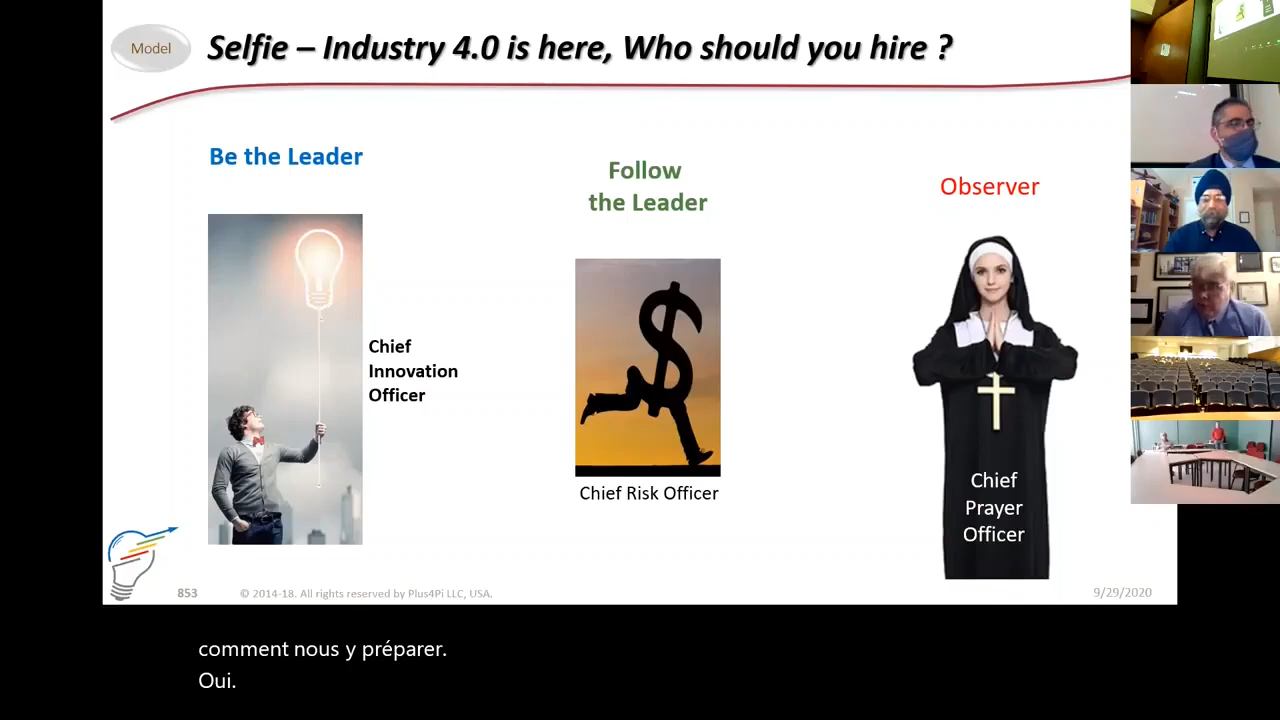 Model
Selfie – Industry 4.0 is here, Who should you hire ?
Be the Leader
Follow
the Leader
Observer
Chief
Innovation
Officer
Chief Risk Officer
Chief
Prayer
Officer
853
© 2014-18. All rights reserved by Plus4Pi LLC, USA.
9/29/2020
comment nous y préparer.
Oui.